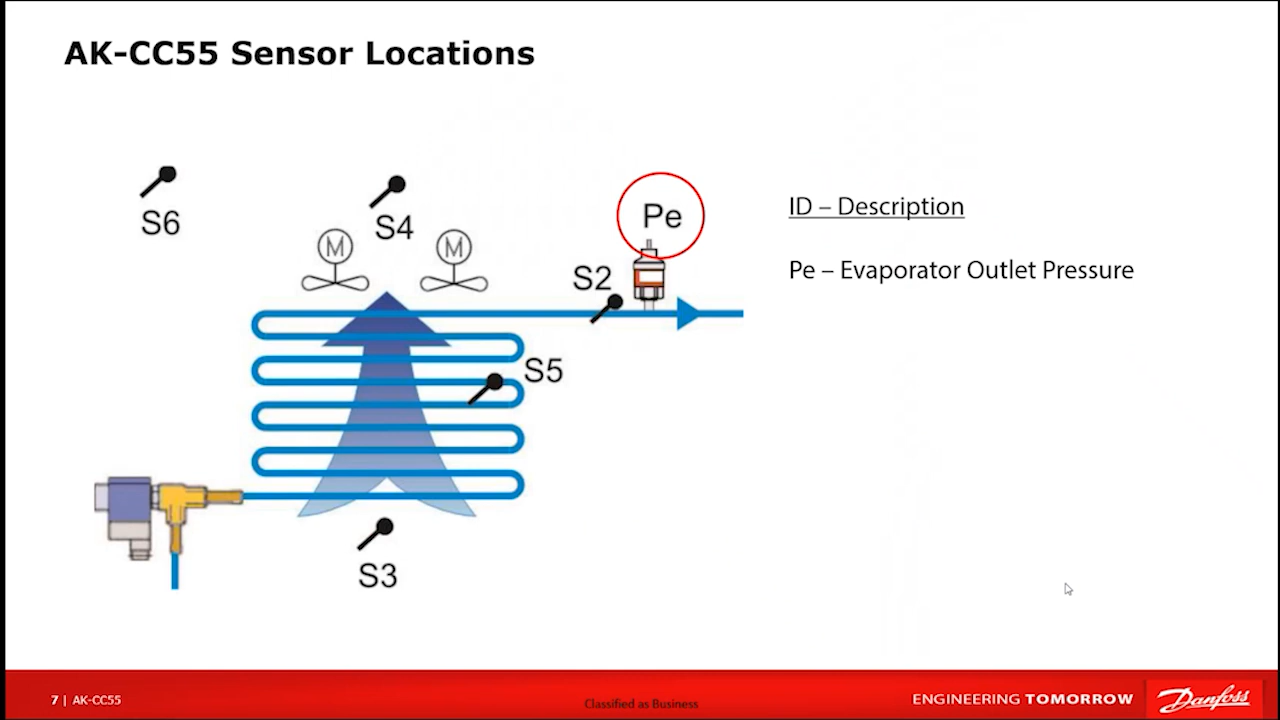 AK-CC55 Sensor Locations
S6
S4
M
M
Pe
S2
S5
S3
ID – Description
Pe – Evaporator Outlet Pressure
7 | AK-CC55
Classified as Business
ENGINEERING TOMORROW
Danfoss